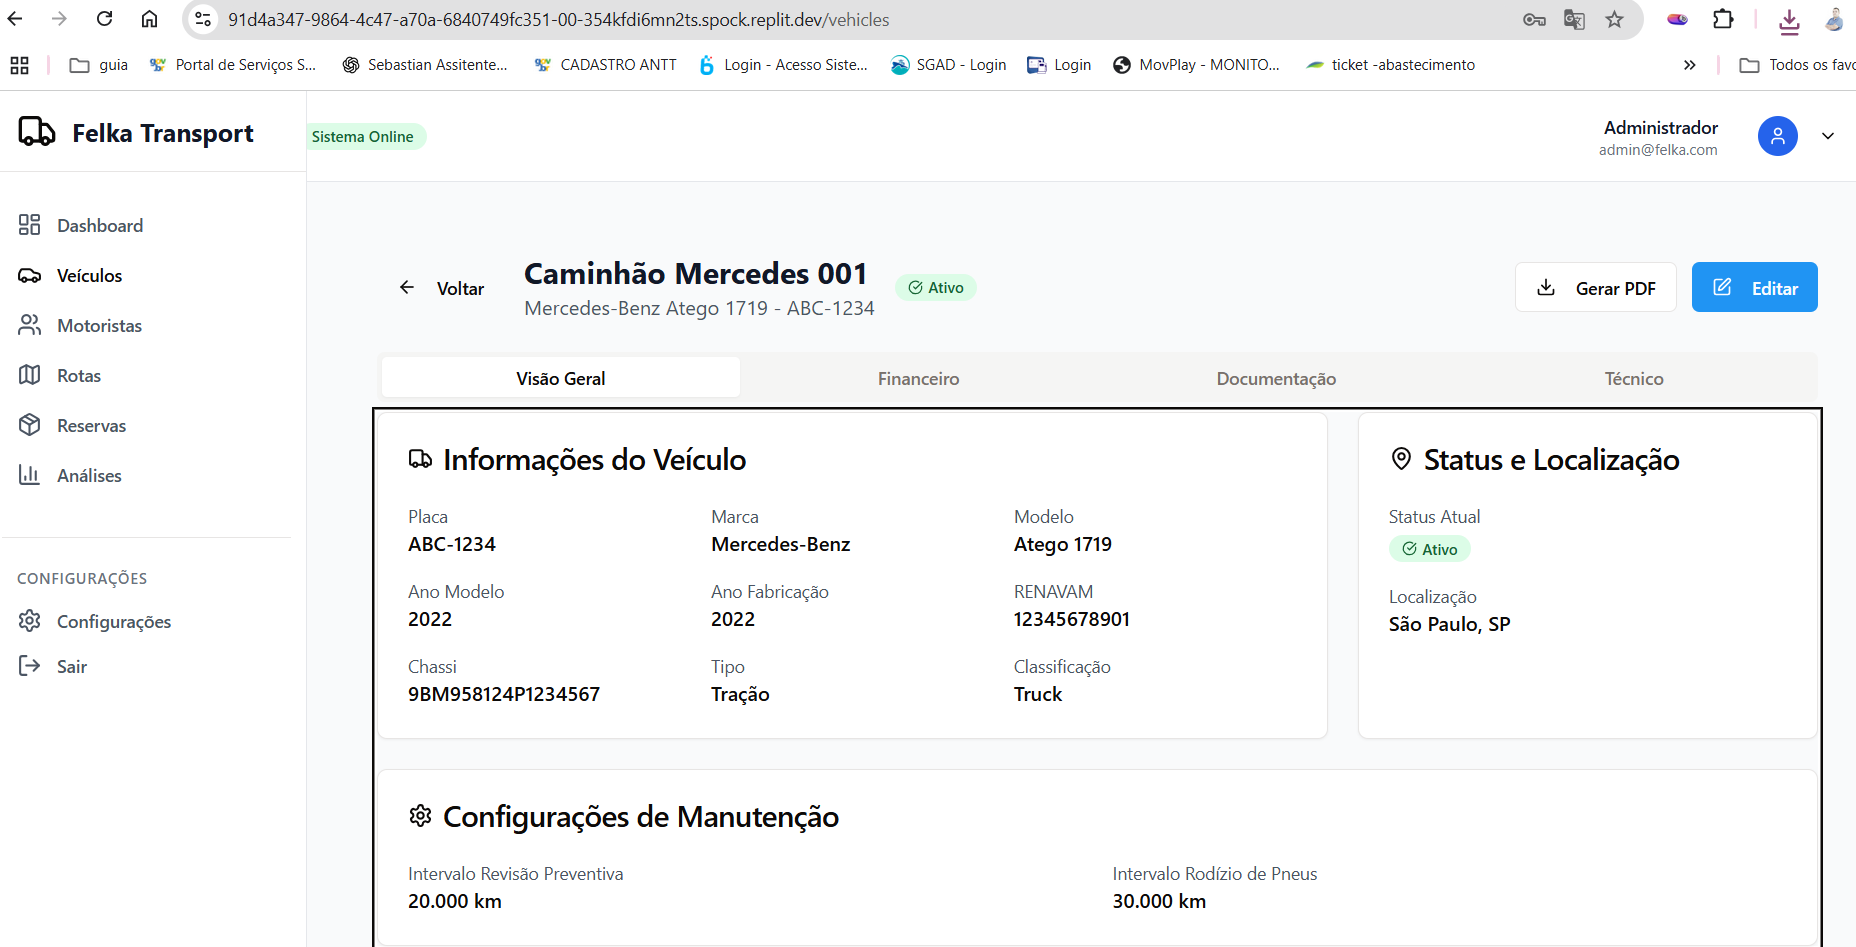 91d4a347-9864-4c47-a70a-6840749fc351-00-354kfdi6mn2ts.spock.replit.dev/vehicles
guia
Portal de Serviços S...
Sebastian Assitente...
CADASTRO ANTT
Login - Acesso Siste...
SGAD - Login
Login
MovPlay - MONITO...
ticket -abastecimento
»
Todos os favo
Felka Transport
Sistema Online
Administrador
admin@felka.com
Dashboard
Veículos
Motoristas
Rotas
Reservas
Análises
CONFIGURAÇÕES
Configurações
Sair
Voltar
Caminhão Mercedes 001
Ativo
Mercedes-Benz Atego 1719 - ABC-1234
Gerar PDF
Editar
Visão Geral
Financeiro
Documentação
Técnico
Informações do Veículo
Placa
ABC-1234
Marca
Mercedes-Benz
Modelo
Atego 1719
Ano Modelo
2022
Ano Fabricação
2022
RENAVAM
12345678901
Chassi
9BM958124P1234567
Tipo
Tração
Classificação
Truck
Status e Localização
Status Atual
Ativo
Localização
São Paulo, SP
Configurações de Manutenção
Intervalo Revisão Preventiva
20.000 km
Intervalo Rodízio de Pneus
30.000 km